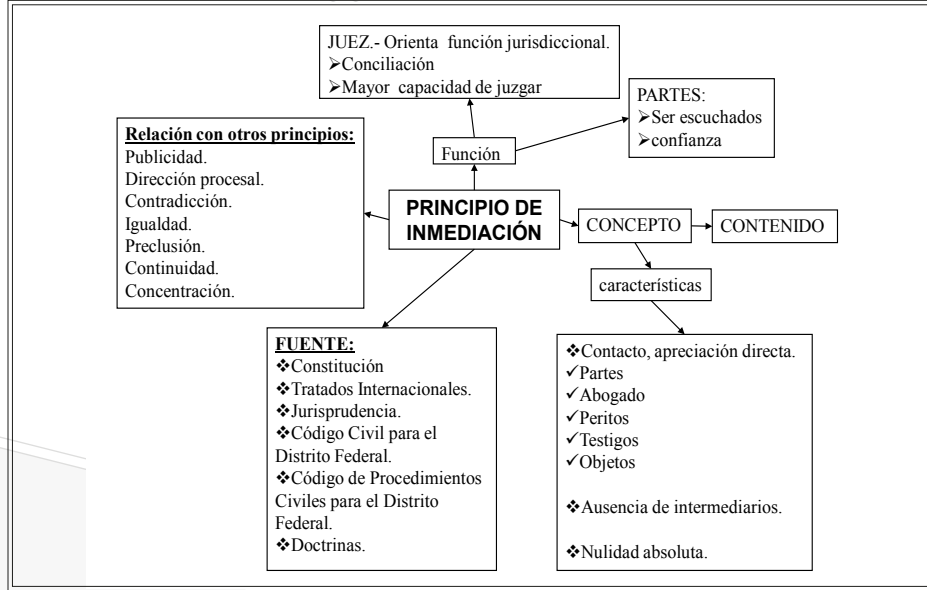 JUEZ.- Orienta función jurisdiccional.
➢Conciliación
➢Mayor capacidad de juzgar
PARTES:
➢Ser escuchados
➢confianza
Función
Relación con otros principios:
Publicidad.
Dirección procesal.
Contradicción.
Igualdad.
Preclusión.
Continuidad.
Concentración.
PRINCIPIO DE
INMEDIACIÓN
CONCEPTO
CONTENIDO
características
FUENTE:
❖Constitución
❖Tratados Internacionales.
❖Jurisprudencia.
❖Código Civil para el
Distrito Federal.
❖Código de Procedimientos
Civiles para el Distrito
Federal.
❖Doctrinas.
❖Contacto, apreciación directa.
✓Partes
✓Abogado
✓Peritos
✓Testigos
✓Objetos
❖Ausencia de intermediarios.
❖Nulidad absoluta.